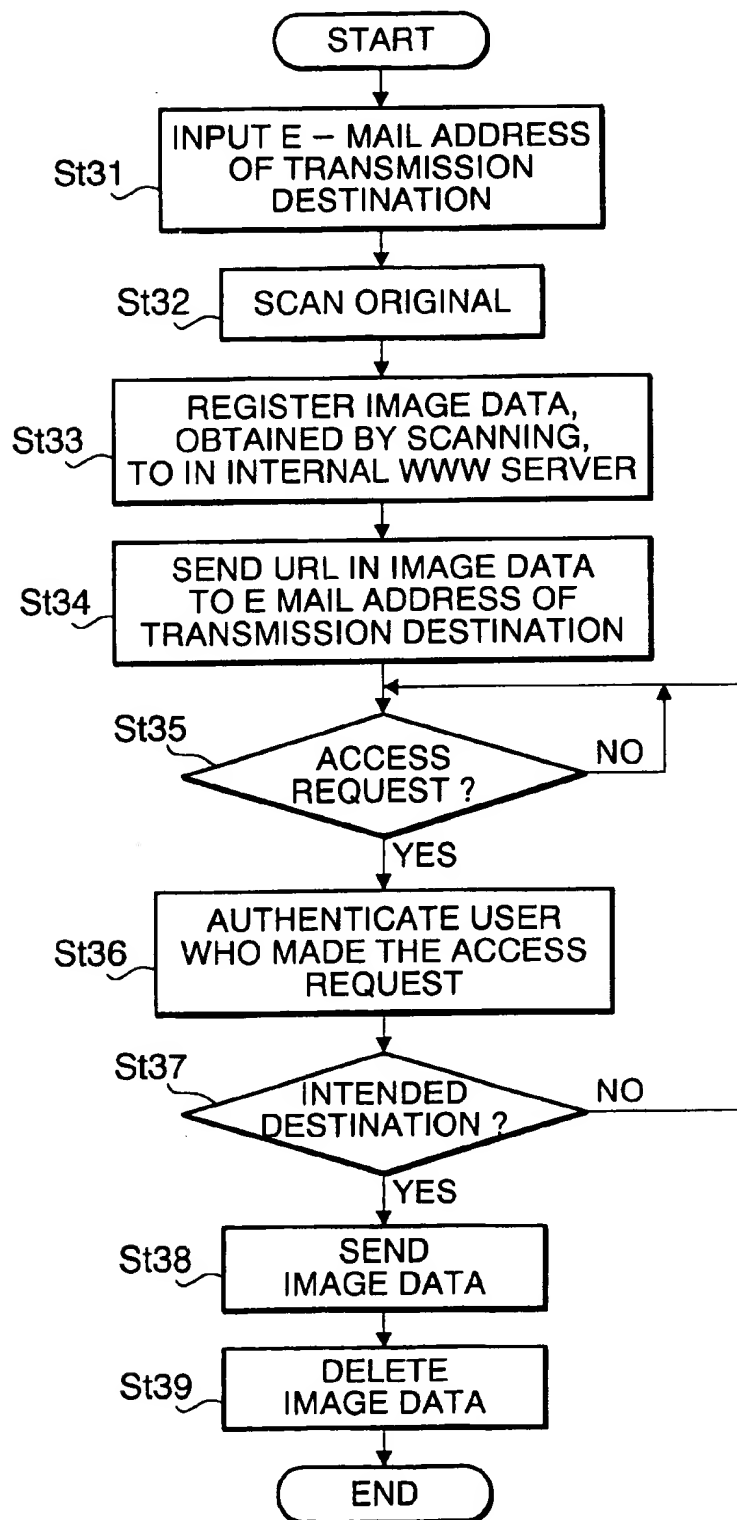 START
St31
INPUT E – MAIL ADDRESS
OF TRANSMISSION
DESTINATION
St32
SCAN ORIGINAL
St33
REGISTER IMAGE DATA,
OBTAINED BY SCANNING,
TO IN INTERNAL WWW SERVER
St34
SEND URL IN IMAGE DATA
TO E MAIL ADDRESS OF
TRANSMISSION DESTINATION
St35
ACCESS
REQUEST ?
NO
YES
St36
AUTHENTICATE USER
WHO MADE THE ACCESS
REQUEST
St37
INTENDED
DESTINATION ?
NO
YES
St38
SEND
IMAGE DATA
St39
DELETE
IMAGE DATA
END